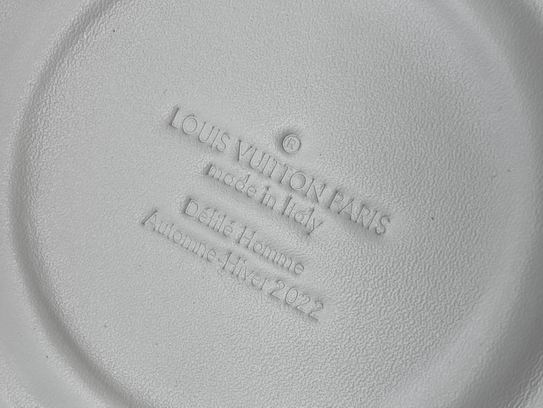 ®
LOUIS VUITTON PARIS
made in Italy
Défilé Homme
Automne-Hiver 2022